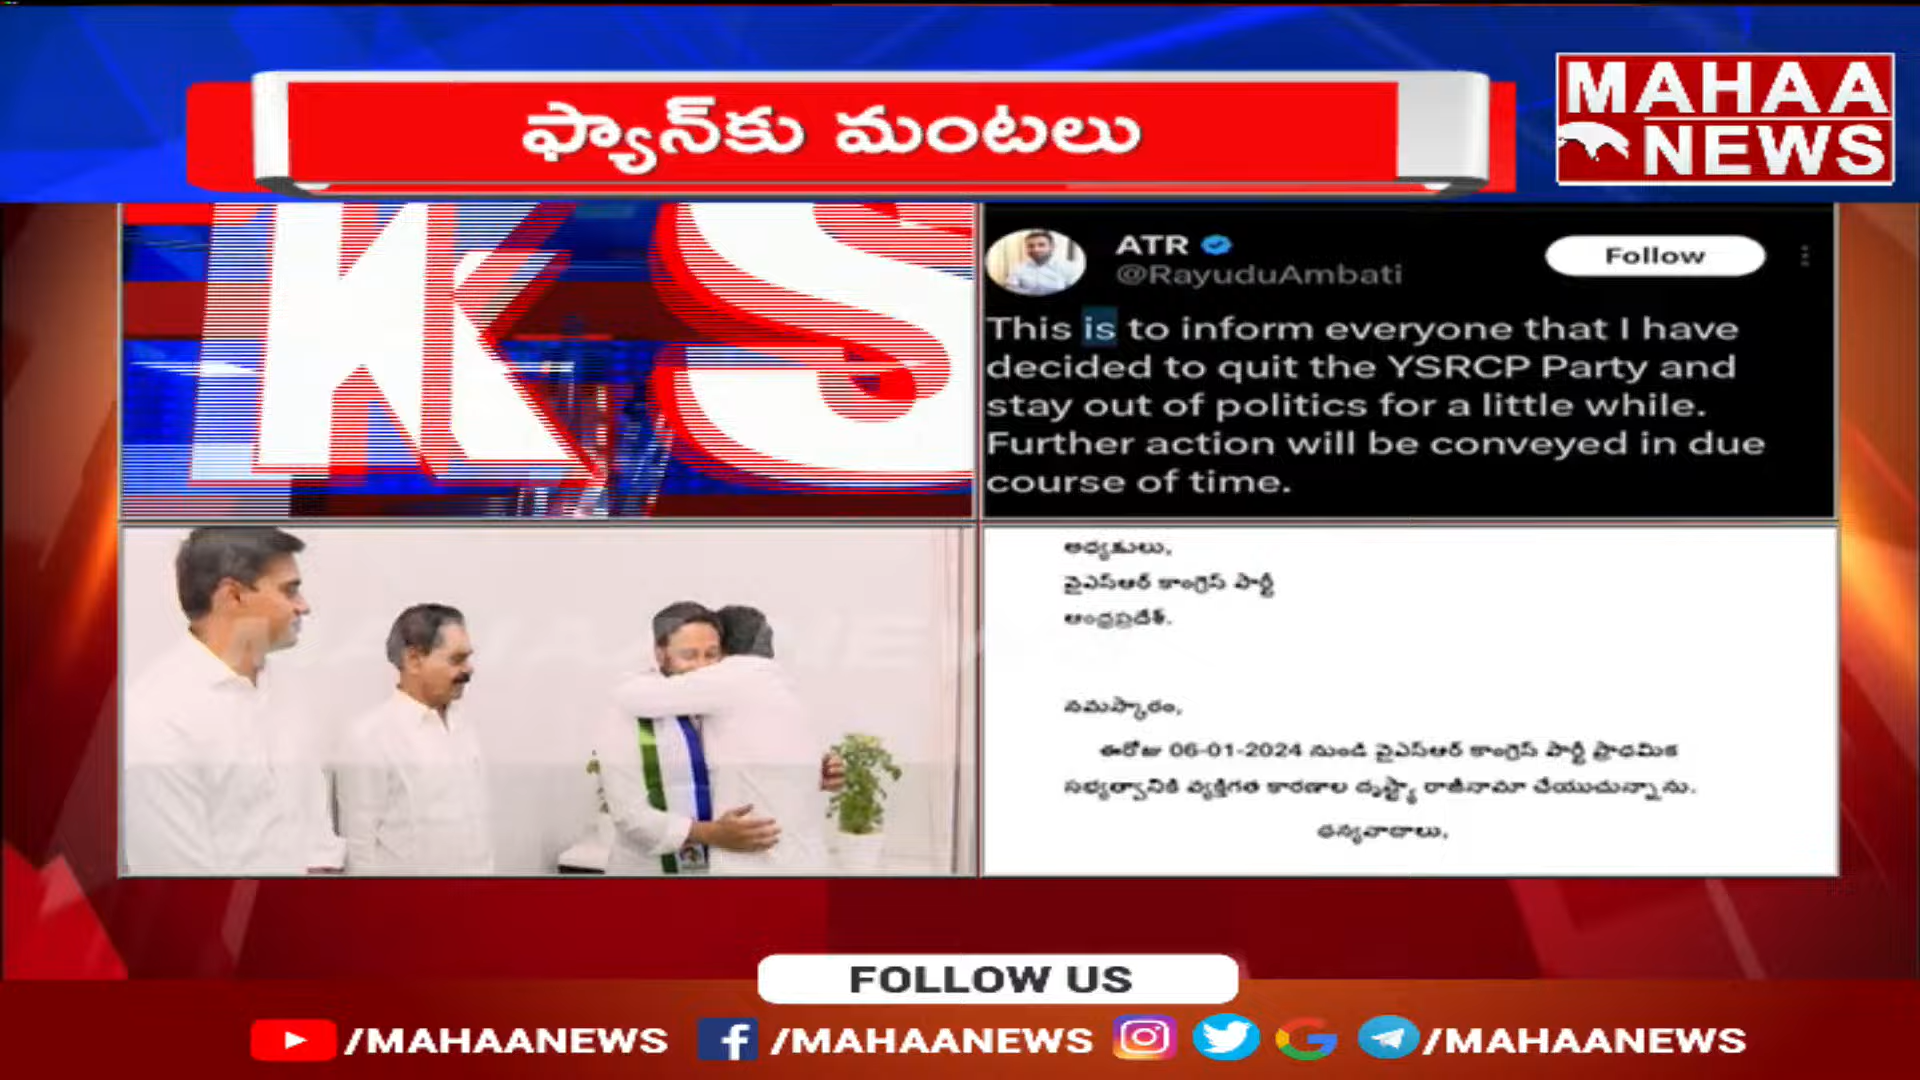 ఫ్యాన్‌కు మంటలు
MAHAA
NEWS
KS
ATR
@RayuduAmbati
Follow
This is to inform everyone that I have
decided to quit the YSRCP Party and
stay out of politics for a little while.
Further action will be conveyed in due
course of time.
అధ్యక్షులు,
వైఎస్ఆర్ కాంగ్రెస్ పార్టీ
ఆంధ్రప్రదేశ్.
నమస్కారం,
ఈరోజు 06-01-2024 నుండి వైఎస్ఆర్ కాంగ్రెస్ పార్టీ ప్రాథమిక
సభ్యత్వానికి వ్యక్తిగత కారణాల దృష్ట్యా రాజీనామా చేయుచున్నాను.
ధన్యవాదాలు,
FOLLOW US
/MAHAANEWS
/MAHAANEWS
/MAHAANEWS